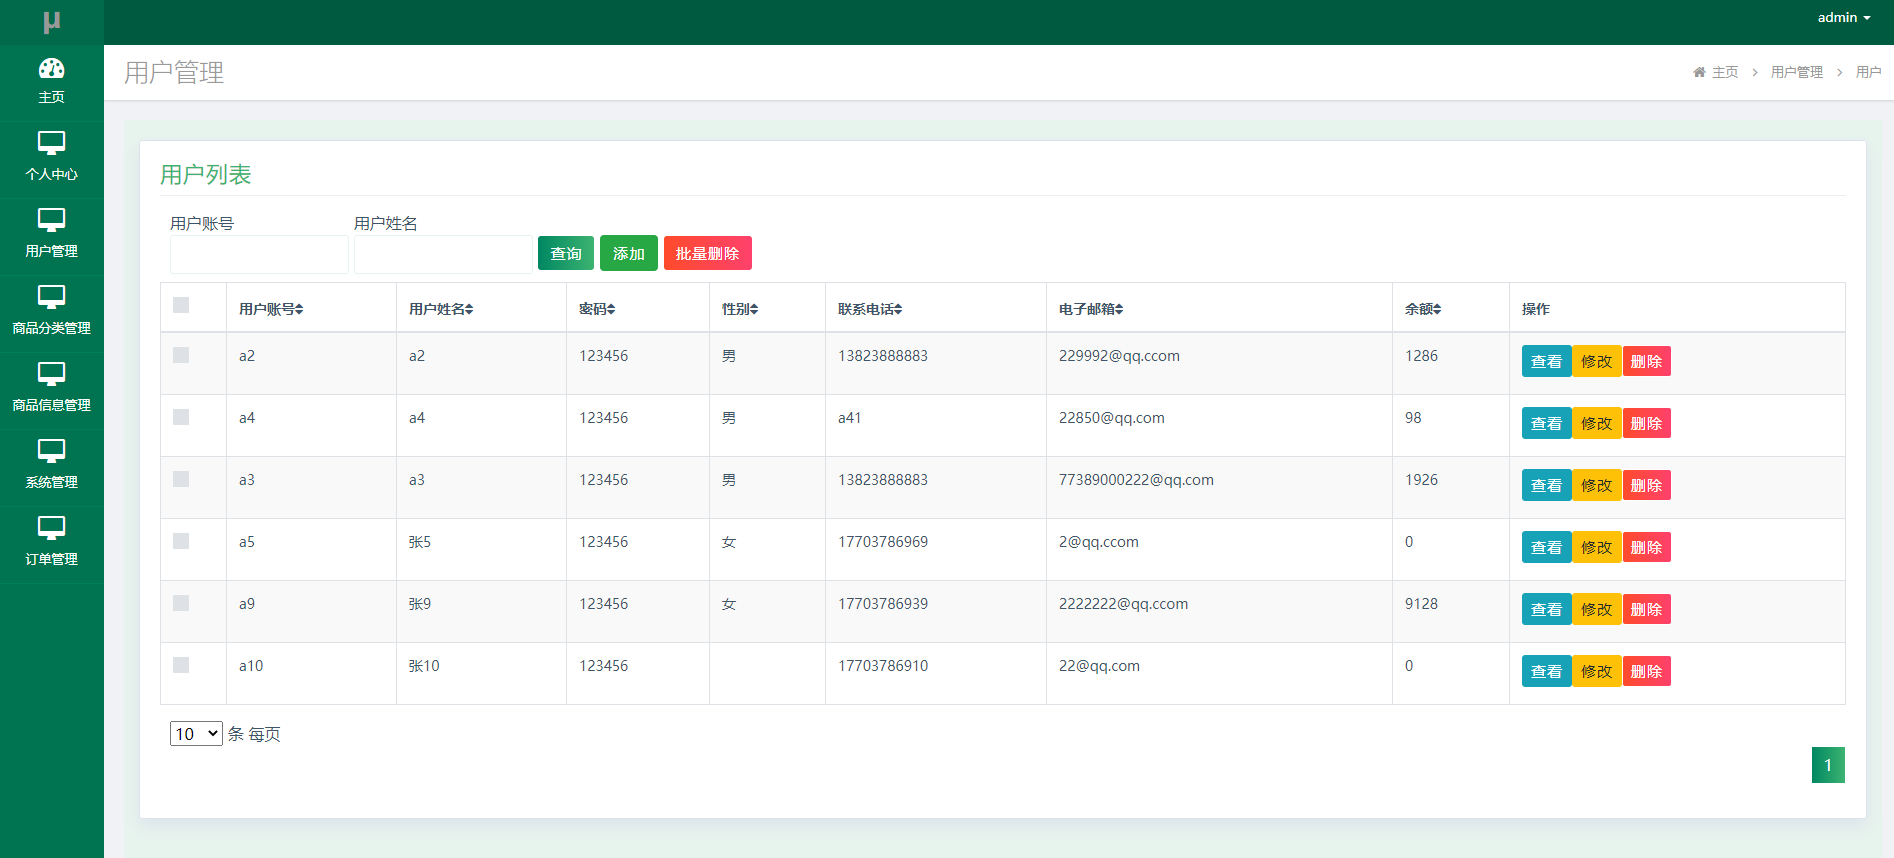 μ
admin
主页
个人中心
用户管理
商品分类管理
商品信息管理
系统管理
订单管理
用户管理
主页 > 用户管理 > 用户
用户列表
用户账号 用户姓名
查询 添加 批量删除
用户账号 用户姓名 密码 性别 联系电话 电子邮箱 余额 操作
a2 a2 123456 男 13823888883 229992@qq.ccom 1286 查看 修改 删除
a4 a4 123456 男 a41 22850@qq.com 98 查看 修改 删除
a3 a3 123456 男 13823888883 77389000222@qq.com 1926 查看 修改 删除
a5 张5 123456 女 17703786969 2@qq.ccom 0 查看 修改 删除
a9 张9 123456 女 17703786939 2222222@qq.ccom 9128 查看 修改 删除
a10 张10 123456 17703786910 22@qq.com 0 查看 修改 删除
10 条 每页
1